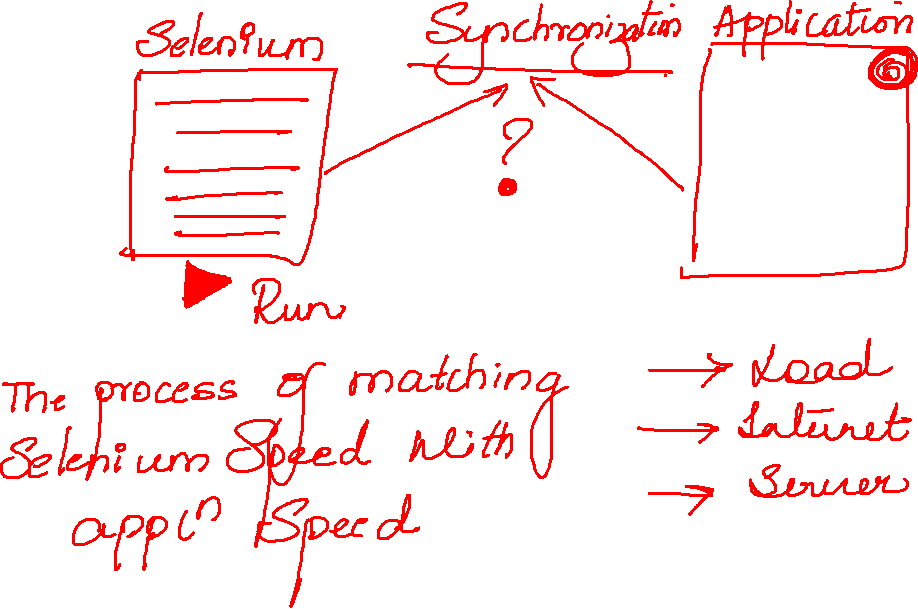 Selenium
Synchronization
Application
?
Run
The process of matching
Selenium Speed With
appln Speed
→ Load
→ Internet
→ Server